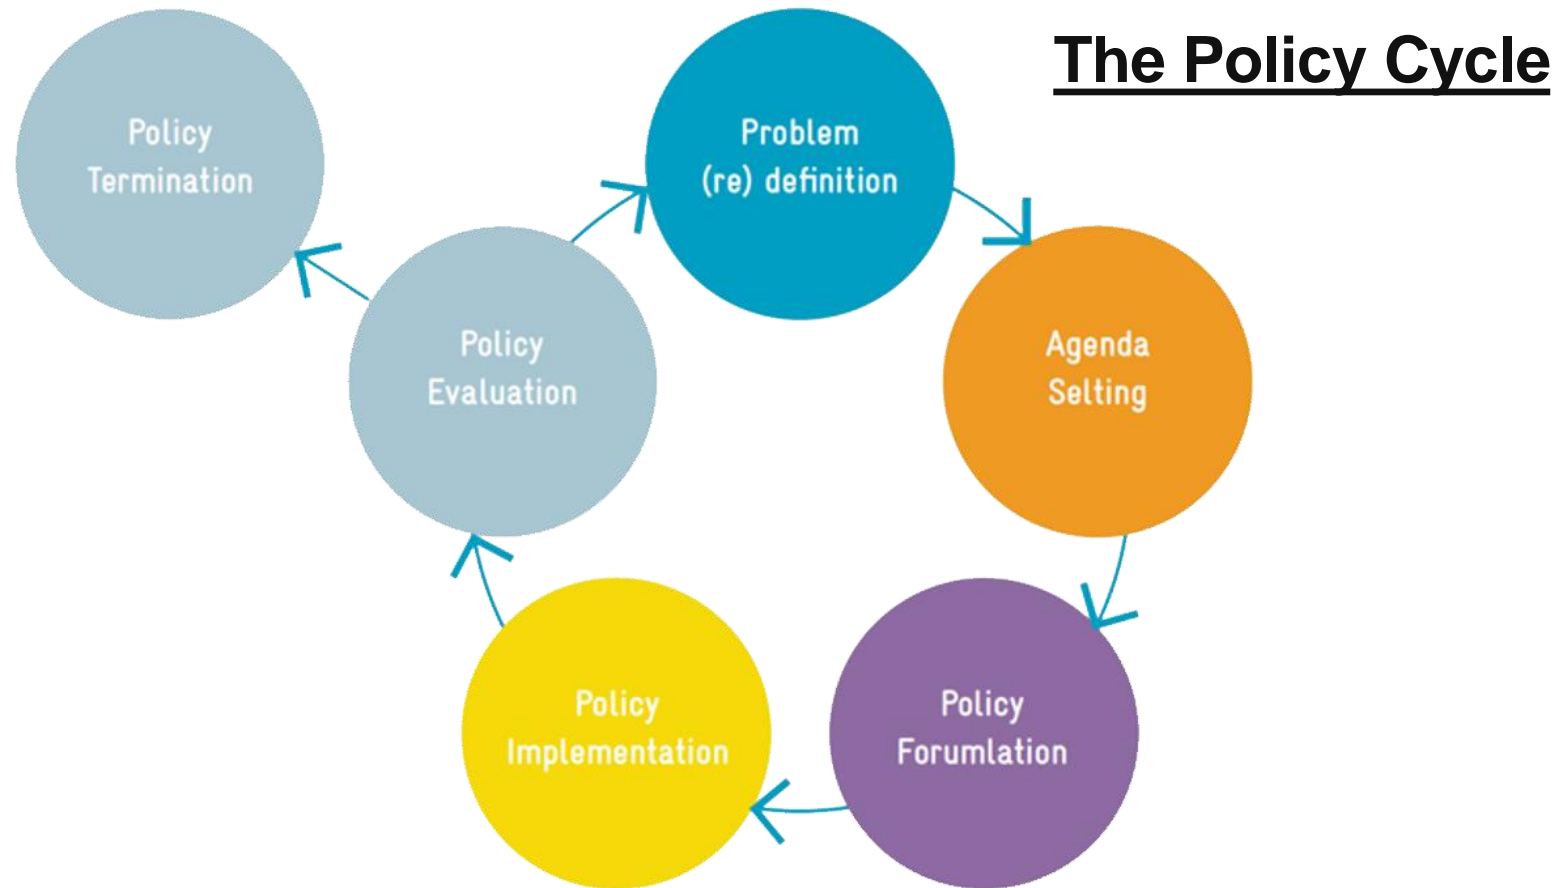 The Policy Cycle
Policy
Termination
Problem
(re) definition
Policy
Evaluation
Agenda
Selting
Policy
Implementation
Policy
Forumlation